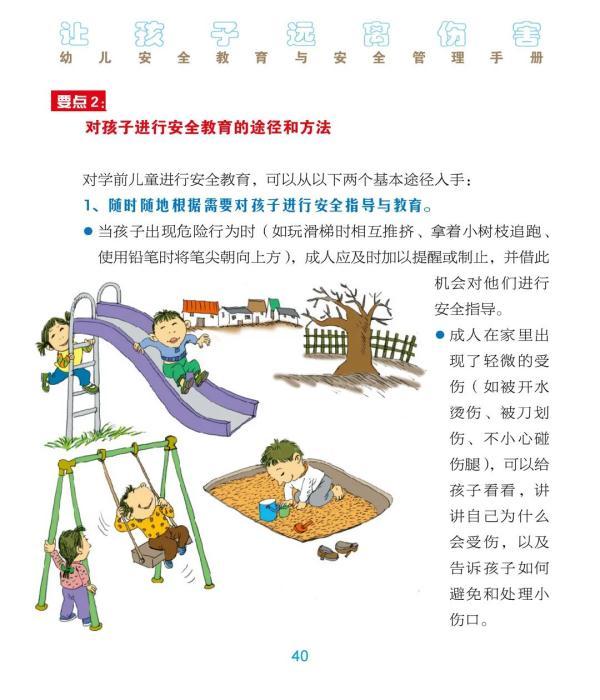 让孩子远离伤害
幼儿安全教育与安全管理手册
要点2：
对孩子进行安全教育的途径和方法
对学前儿童进行安全教育，可以从以下两个基本途径入手：
1、随时随地根据需要对孩子进行安全指导与教育。
● 当孩子出现危险行为时（如玩滑梯时相互推挤、拿着小树枝追跑、
使用铅笔时将笔尖朝向上方），成人应及时加以提醒或制止，并借此
机会对他们进行
安全指导。
● 成人在家里出
现了轻微的受
伤（如被开水
烫伤、被刀划
伤、不小心碰
伤腿），可以给
孩子看看，讲
讲自己为什么
会受伤，以及
告诉孩子如何
避免和处理小
伤口。
40